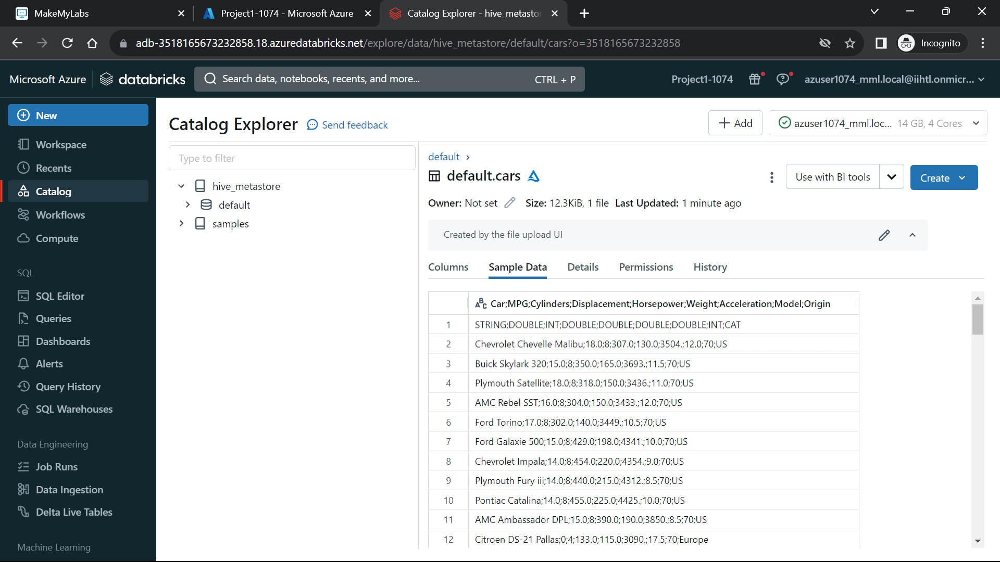 MakeMyLabs
Project1-1074 - Microsoft Azure
Catalog Explorer - hive_metastor
adb-3518165673232858.18.azuredatabricks.net/explore/data/hive_metastore/default/cars?o=3518165673232858
Incognito
Microsoft Azure
databricks
Search data, notebooks, recents, and more...
CTRL + P
Project1-1074
azuser1074_mml.local@iihtl.onmicr...
New
Workspace
Recents
Catalog
Workflows
Compute
SQL
SQL Editor
Queries
Dashboards
Alerts
Query History
SQL Warehouses
Data Engineering
Job Runs
Data Ingestion
Delta Live Tables
Machine Learning
Catalog Explorer
Send feedback
Add
azuser1074_mml.loc... 14 GB, 4 Cores
Type to filter
hive_metastore
default
samples
default ›
default.cars
Use with BI tools
Create
Owner: Not set
Size: 12.3KiB, 1 file Last Updated: 1 minute ago
Created by the file upload UI
Columns
Sample Data
Details
Permissions
History
ABC Car;MPG;Cylinders;Displacement;Horsepower;Weight;Acceleration;Model;Origin
1 STRING;DOUBLE;INT;DOUBLE;DOUBLE;DOUBLE;DOUBLE;INT;CAT
2 Chevrolet Chevelle Malibu;18.0;8;307.0;130.0;3504.;12.0;70;US
3 Buick Skylark 320;15.0;8;350.0;165.0;3693.;11.5;70;US
4 Plymouth Satellite;18.0;8;318.0;150.0;3436.;11.0;70;US
5 AMC Rebel SST;16.0;8;304.0;150.0;3433.;12.0;70;US
6 Ford Torino;17.0;8;302.0;140.0;3449.;10.5;70;US
7 Ford Galaxie 500;15.0;8;429.0;198.0;4341.;10.0;70;US
8 Chevrolet Impala;14.0;8;454.0;220.0;4354.;9.0;70;US
9 Plymouth Fury iii;14.0;8;440.0;215.0;4312.;8.5;70;US
10 Pontiac Catalina;14.0;8;455.0;225.0;4425.;10.0;70;US
11 AMC Ambassador DPL;15.0;8;390.0;190.0;3850.;8.5;70;US
12 Citroen DS-21 Pallas;0;4;133.0;115.0;3090.;17.5;70;Europe